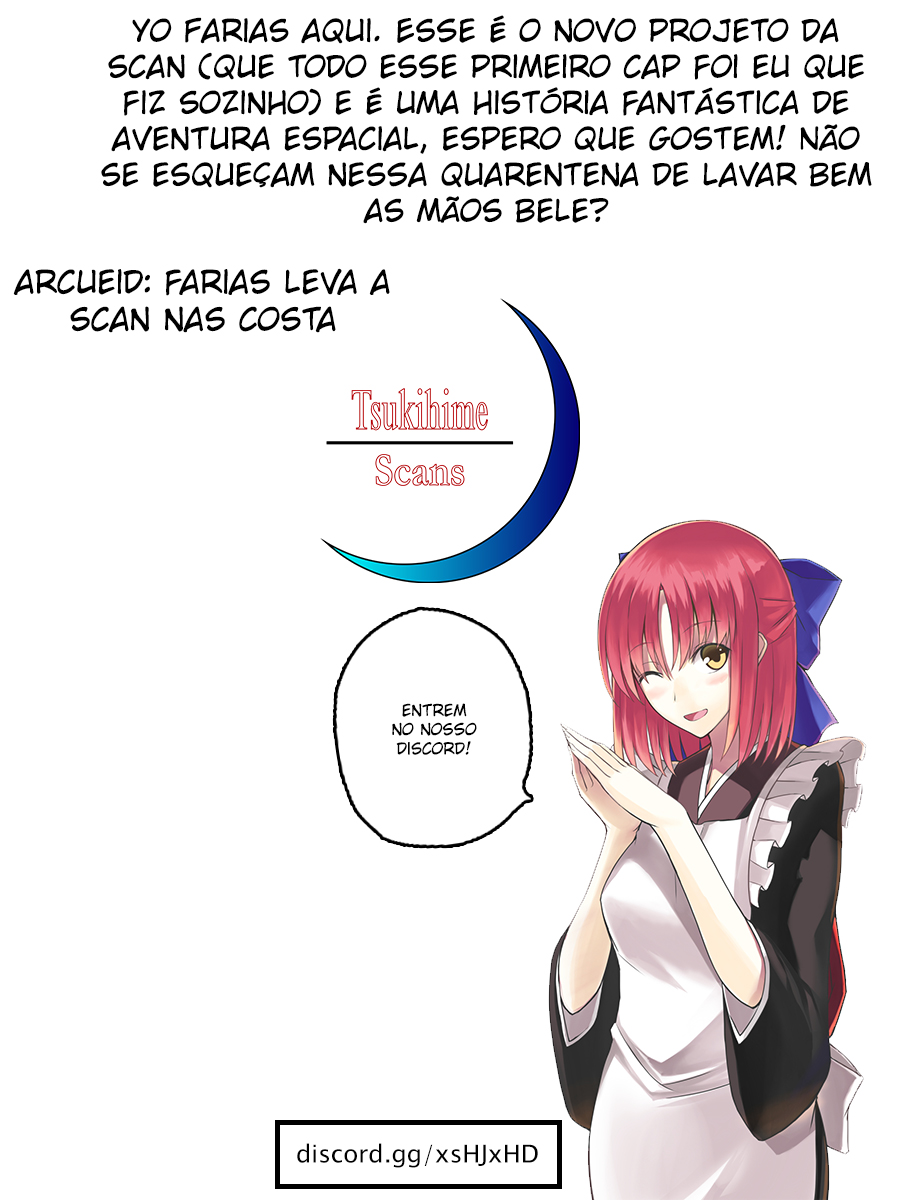 YO FARIAS AQUI. ESSE É O NOVO PROJETO DA
SCAN (QUE TODO ESSE PRIMEIRO CAP FOI EU QUE
FIZ SOZINHO) E É UMA HISTÓRIA FANTÁSTICA DE
AVENTURA ESPACIAL, ESPERO QUE GOSTEM! NÃO
SE ESQUEÇAM NESSA QUARENTENA DE LAVAR BEM
AS MÃOS BELE?
ARCUEID: FARIAS LEVA A
SCAN NAS COSTA
Tsukihime
Scans
ENTREM
NO NOSSO
DISCORD!
discord.gg/xsHJxHD